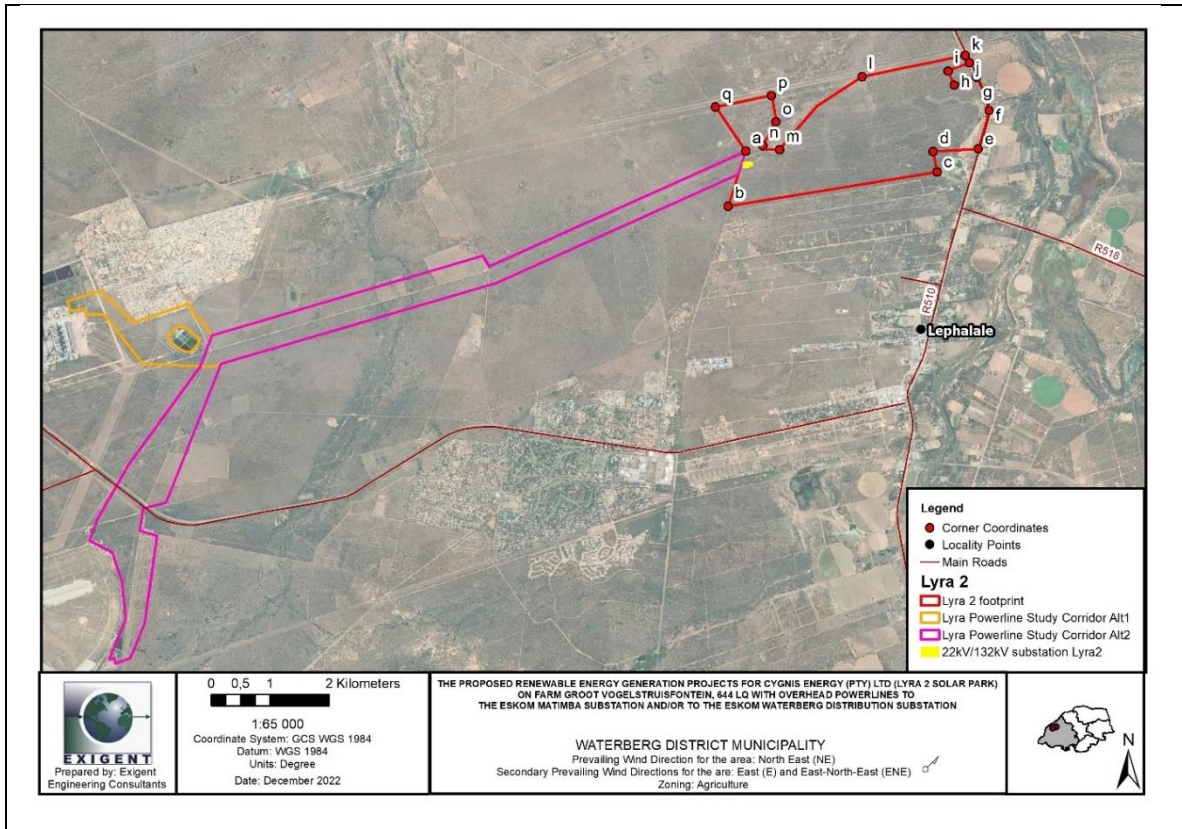 k
l
i
j
h
p
q
g
o
f
n
a
m
d
e
c
b
R518
R510
Lephalale
Legend
Corner Coordinates
Locality Points
Main Roads
Lyra 2
Lyra 2 footprint
Lyra Powerline Study Corridor Alt1
Lyra Powerline Study Corridor Alt2
22kV/132kV substation Lyra2
EXIGENT
Prepared by: Exigent
Engineering Consultants
0 0,5 1 2 Kilometers
1:65 000
Coordinate System: GCS WGS 1984
Datum: WGS 1984
Units: Degree
Date: December 2022
THE PROPOSED RENEWABLE ENERGY GENERATION PROJECTS FOR CYGNIS ENERGY (PTY) LTD (LYRA 2 SOLAR PARK)
ON FARM GROOT VOGELSTRUISFONTEIN, 644 LQ WITH OVERHEAD POWERLINES TO
THE ESKOM MATIMBA SUBSTATION AND/OR TO THE ESKOM WATERBERG DISTRIBUTION SUBSTATION
WATERBERG DISTRICT MUNICIPALITY
Prevailing Wind Direction for the area: North East (NE)
Secondary Prevailing Wind Directions for the are: East (E) and East-North-East (ENE)
Zoning: Agriculture
N